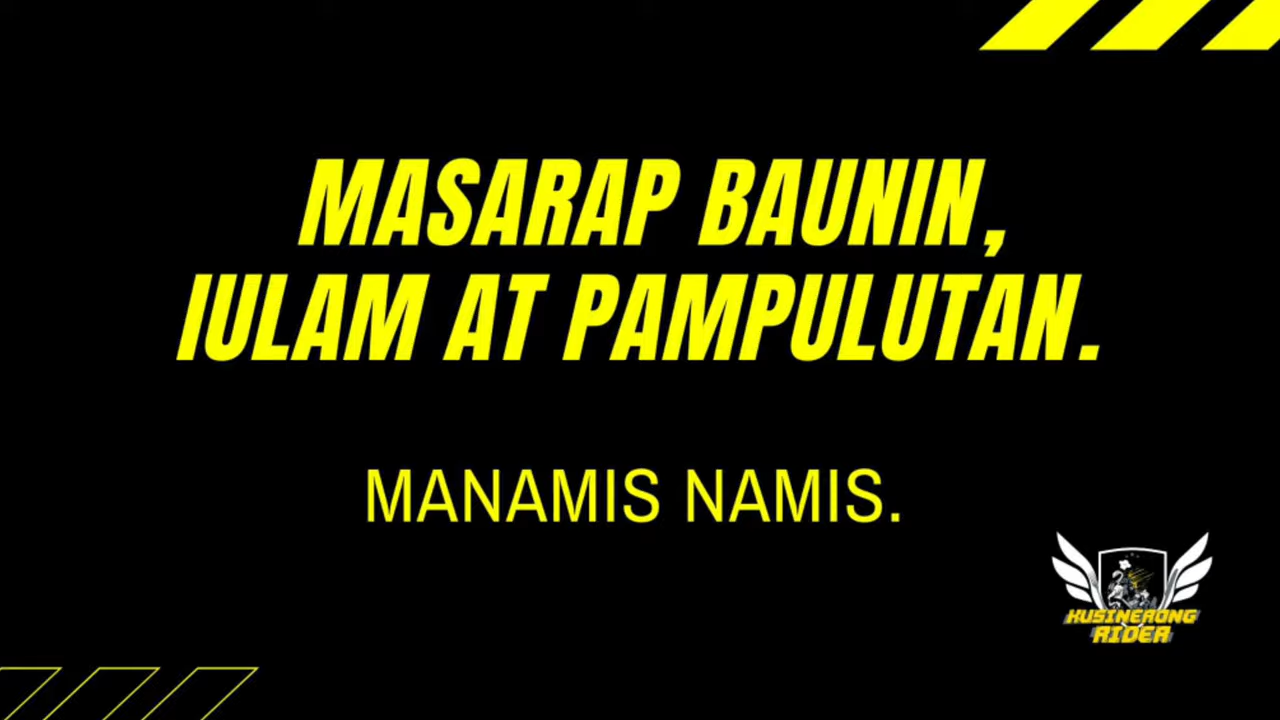 MASARAP BAUNIN,
IULAM AT PAMPULUTAN.
MANAMIS NAMIS.
KUSINERONG
RIDER